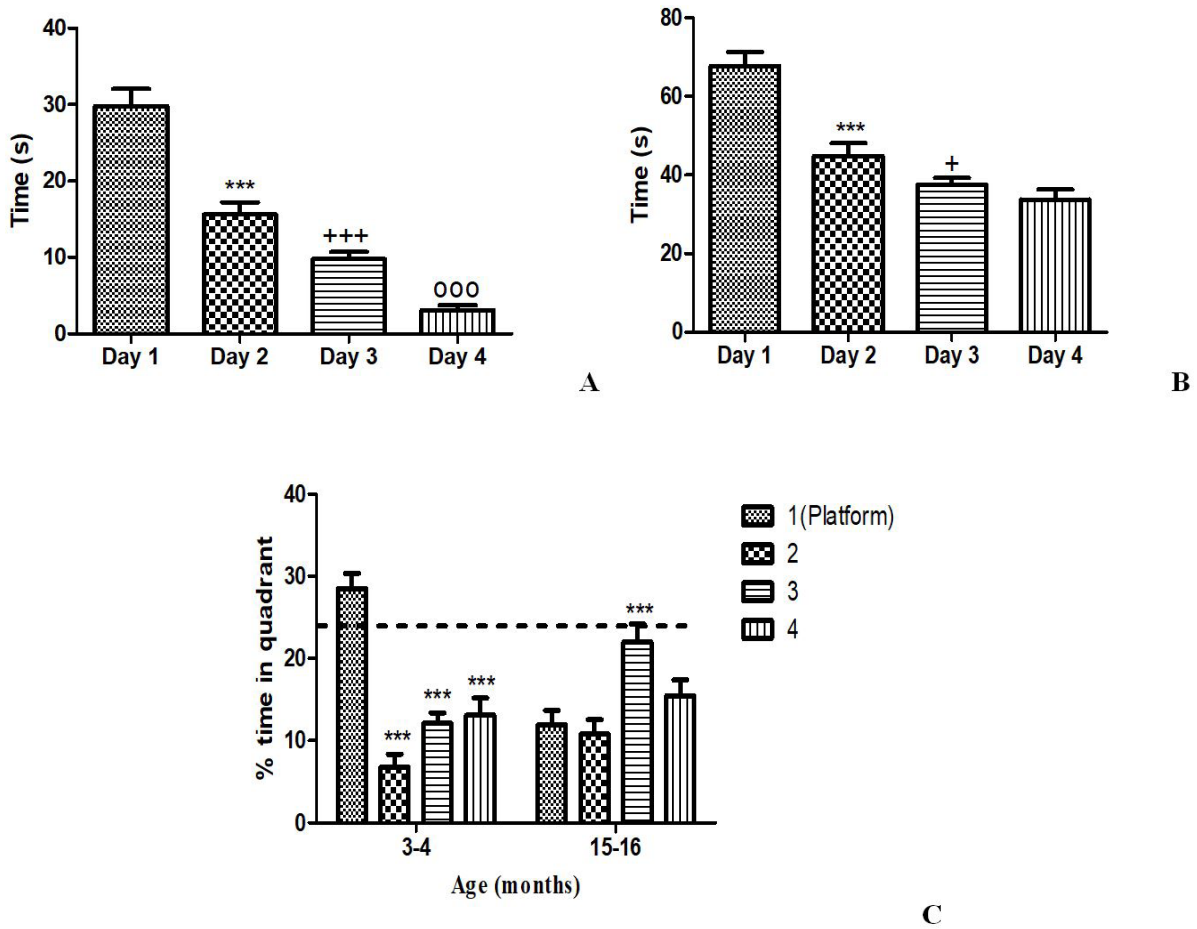 Time (s)
40
30
20
10
0
***
+++
ooo
Day 1 Day 2 Day 3 Day 4
A
Time (s)
80
60
40
20
0
***
+
Day 1 Day 2 Day 3 Day 4
B
% time in quadrant
40
30
20
10
0
***
***
***
***
3-4 15-16
Age (months)
1(Platform)
2
3
4
C